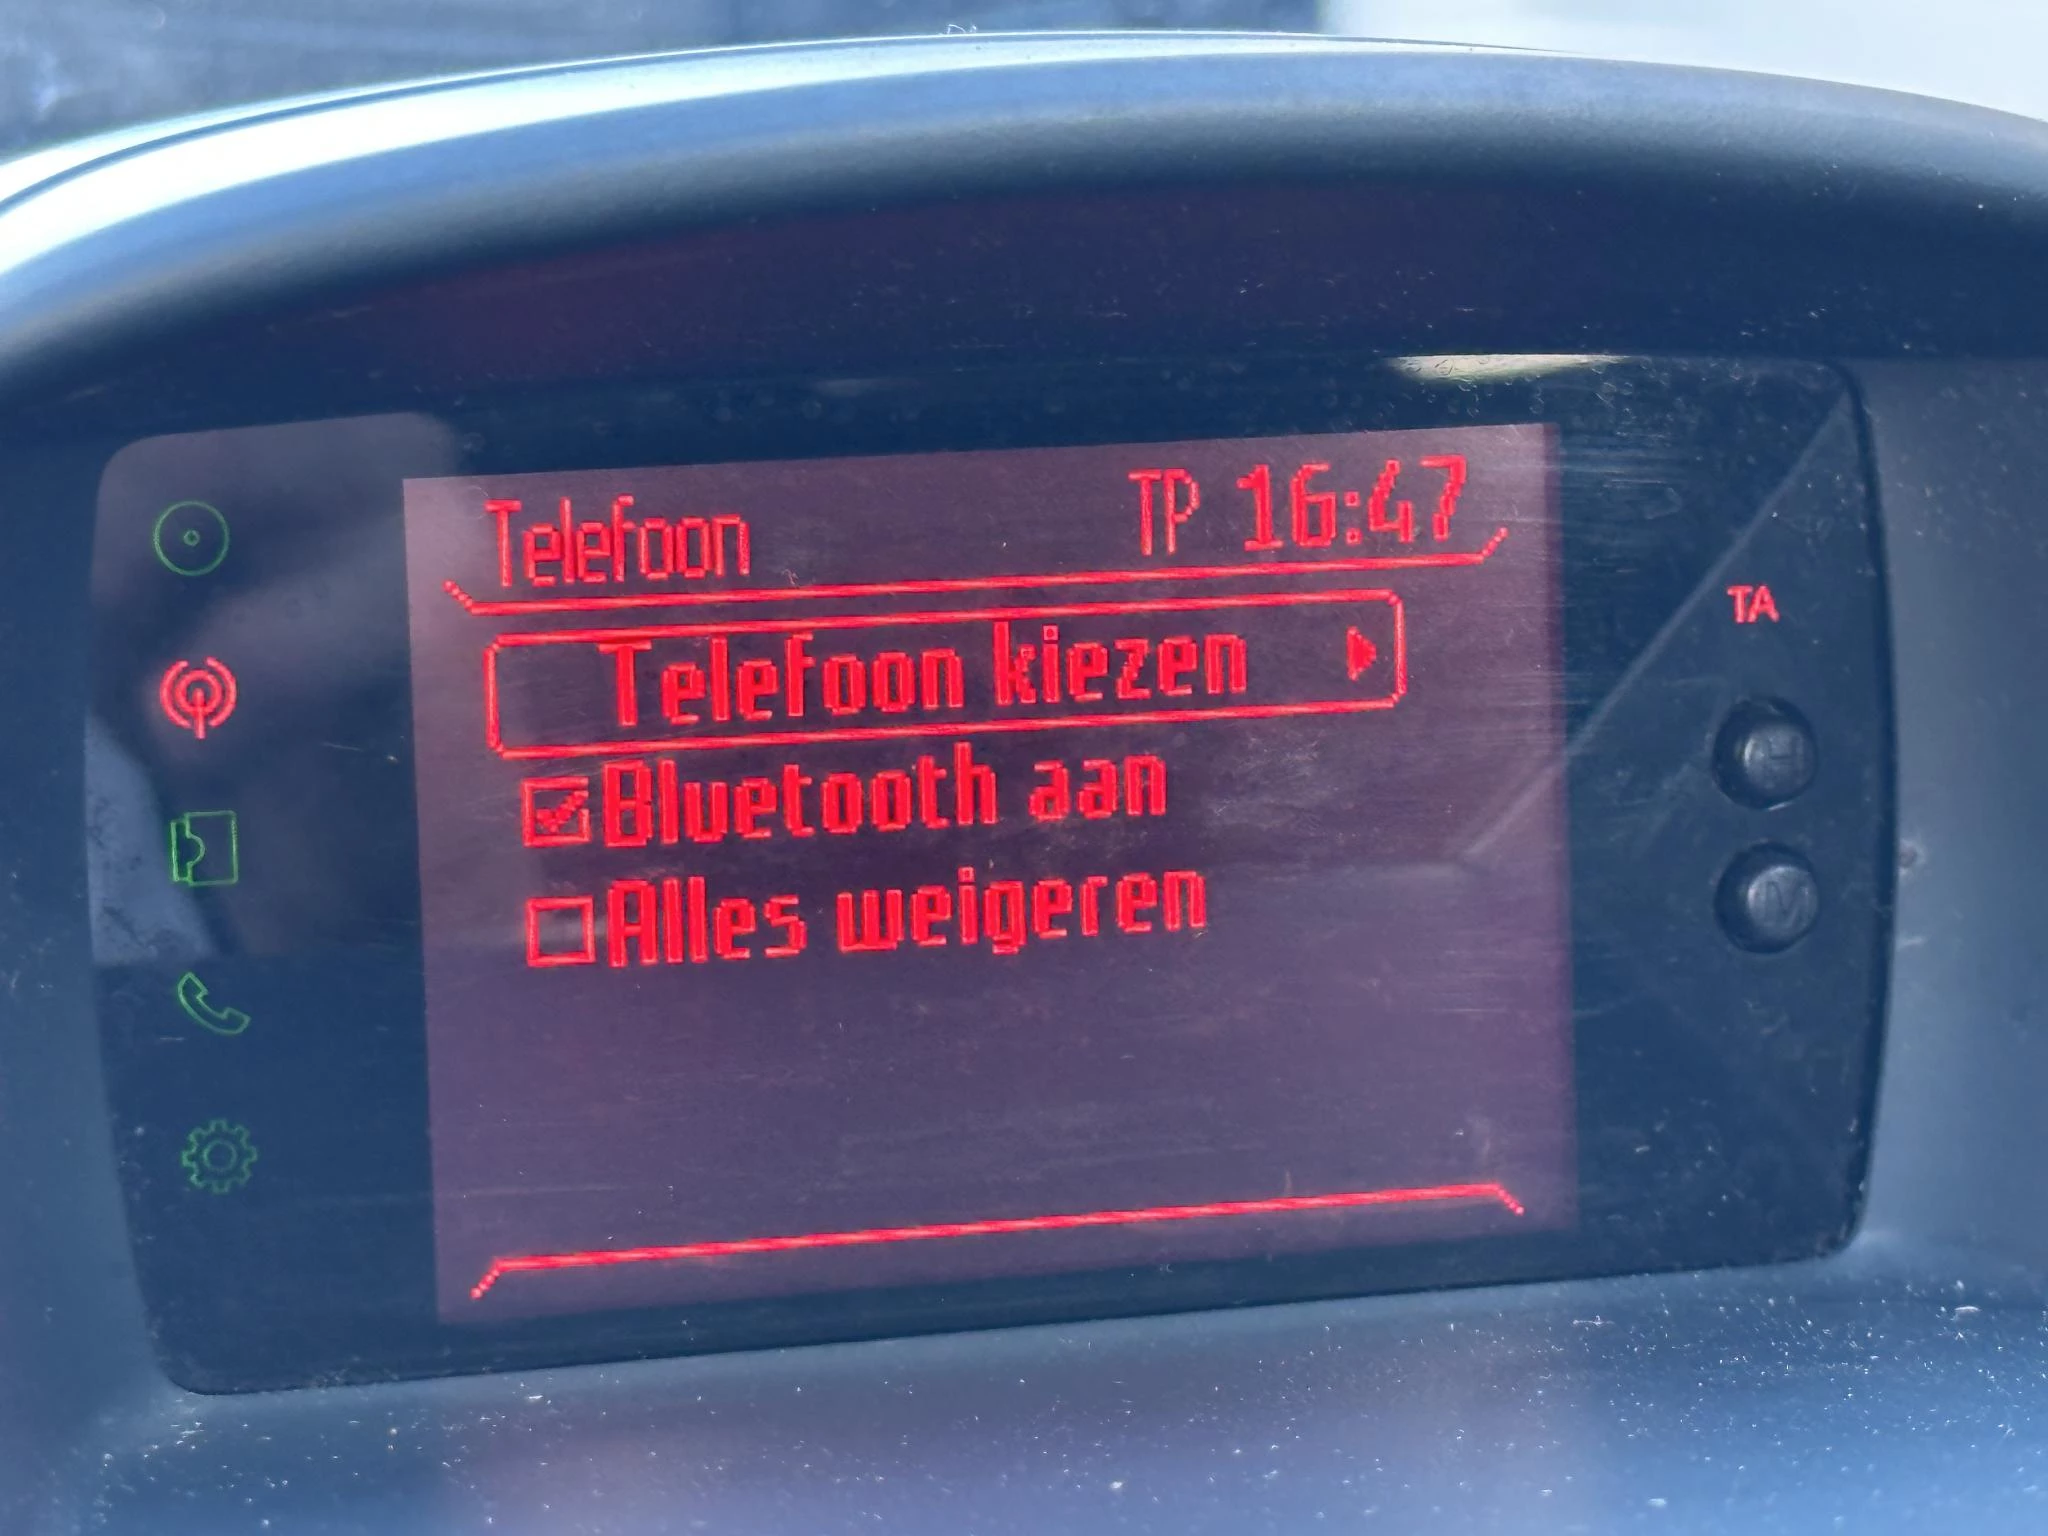 Telefoon TP 16:47
TA
Telefoon kiezen
Bluetooth aan
H
Alles weigeren
M